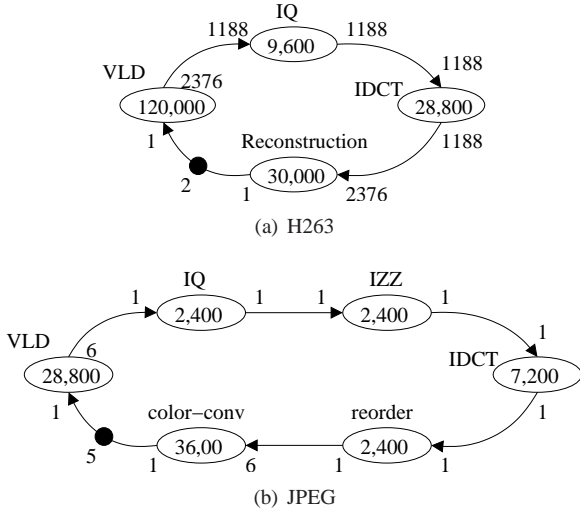 IQ
1188 9,600 1188
VLD 2376 1188
120,000 IDCT 28,800
1 Reconstruction 1188
2 1 30,000 2376
(a) H263
IQ IZZ
1 2,400 1 1 2,400 1
VLD 6 1
28,800 IDCT 7,200
1 color−conv reorder 1
5 1 36,00 6 1 2,400 1
(b) JPEG